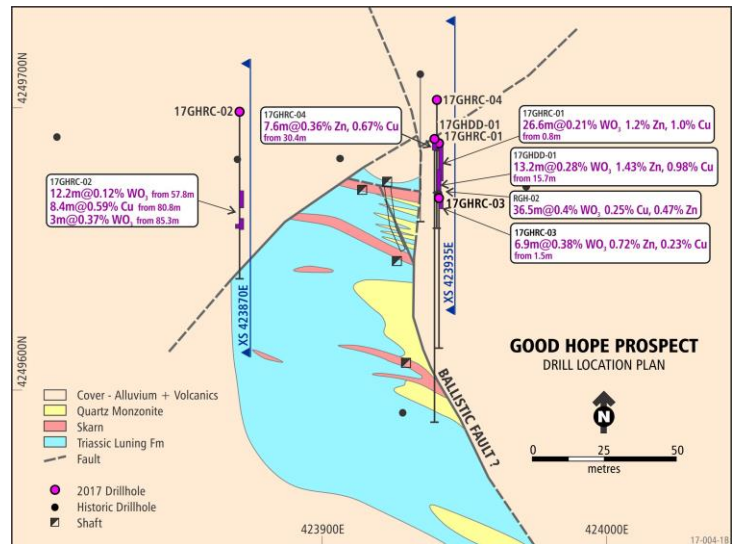 4249700N
4249600N
17GHRC-02
17GHRC-02
12.2m@0.12% WO₃ from 57.8m
8.4m@0.59% Cu from 80.8m
3m@0.37% WO₃ from 85.3m
XS 423870E
17GHRC-04
7.6m@0.36% Zn, 0.67% Cu
from 30.4m
17GHRC-04
17GHDD-01
17GHRC-01
17GHRC-03
XS 423935E
17GHRC-01
26.6m@0.21% WO₃ 1.2% Zn, 1.0% Cu
from 0.8m
17GHDD-01
13.2m@0.28% WO₃ 1.43% Zn, 0.98% Cu
from 15.7m
RGH-02
36.5m@0.4% WO₃ 0.25% Cu, 0.47% Zn
17GHRC-03
6.9m@0.38% WO₃ 0.72% Zn, 0.23% Cu
from 1.5m
BALLISTIC FAULT ?
GOOD HOPE PROSPECT
DRILL LOCATION PLAN
N
0 25 50
metres
Cover - Alluvium + Volcanics
Quartz Monzonite
Skarn
Triassic Luning Fm
Fault
2017 Drillhole
Historic Drillhole
Shaft
423900E
424000E
17-004-18